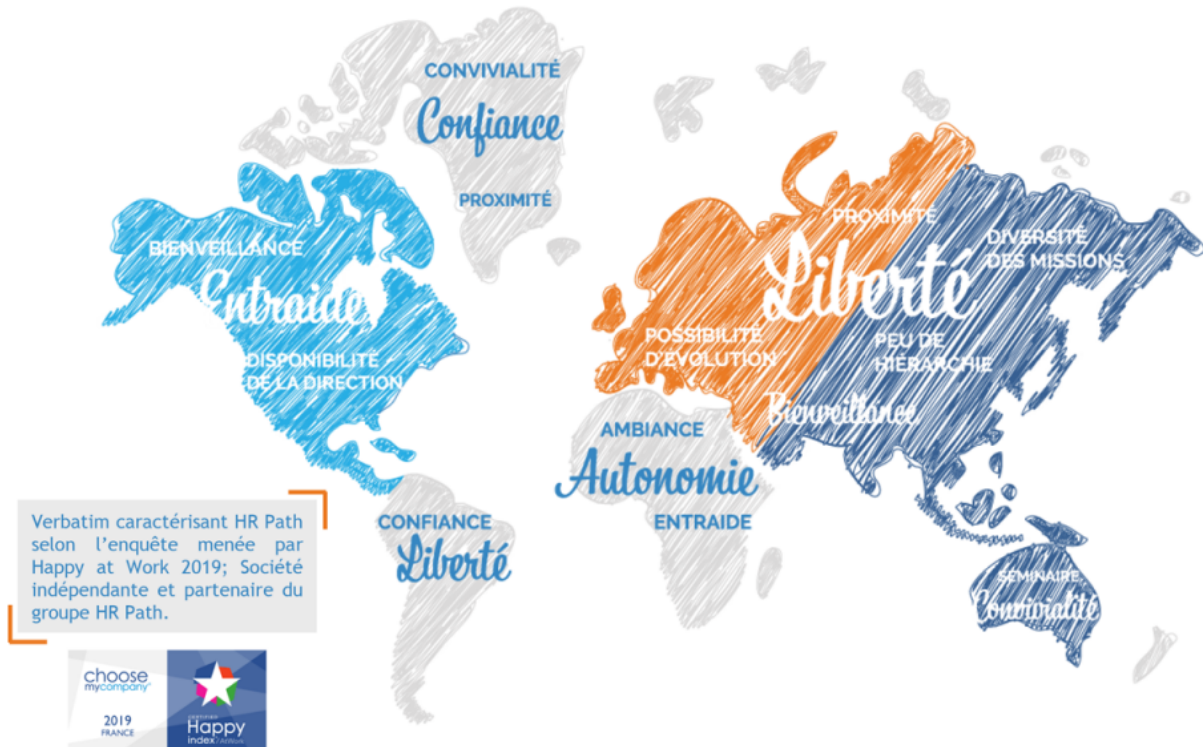 CONVIVIALITÉ
Confiance
PROXIMITÉ
BIENVEILLANCE
Entraide
DISPONIBILITÉ
DE LA DIRECTION
PROXIMITÉ
Liberté
DIVERSITÉ
DES MISSIONS
POSSIBILITÉ
D'ÉVOLUTION
PEU DE
HIÉRARCHIE
Bienveillance
AMBIANCE
Autonomie
ENTRAIDE
CONFIANCE
Liberté
SÉMINAIRE
Convivialité
Verbatim caractérisant HR Path
selon l'enquête menée par
Happy at Work 2019; Société
indépendante et partenaire du
groupe HR Path.
choose
mycompany
2019
FRANCE
Happy
index/AtWork